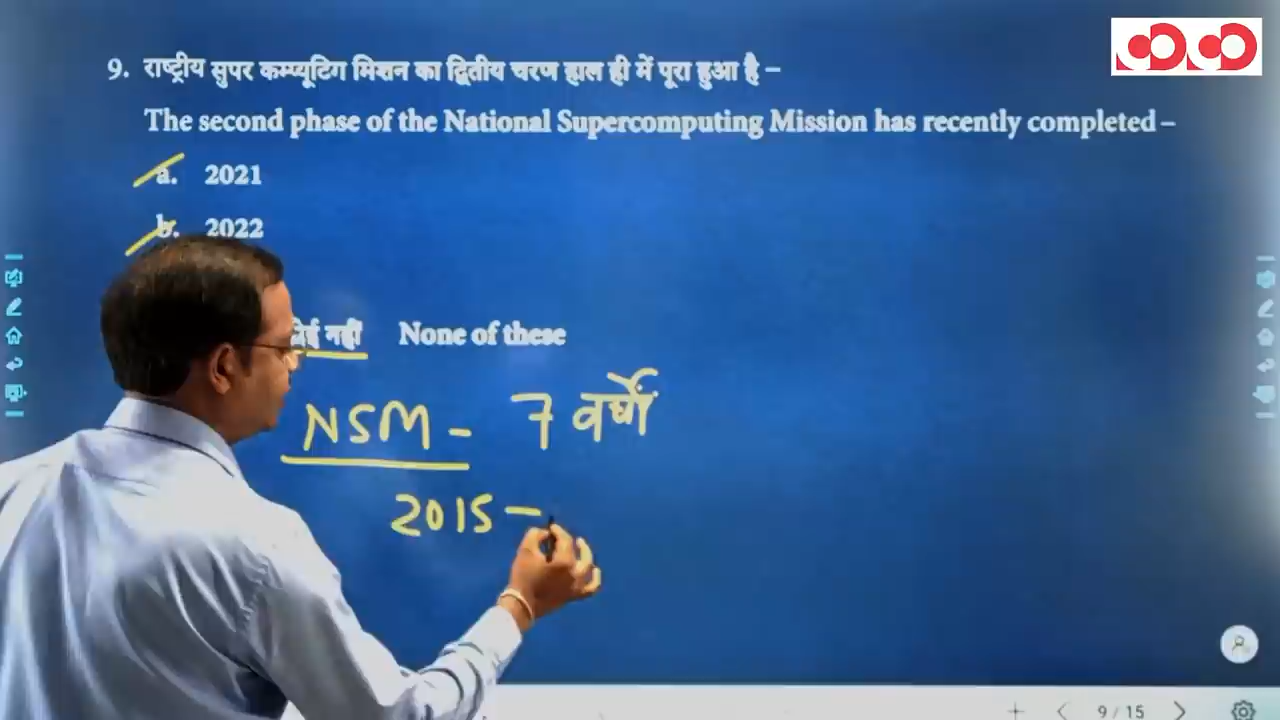 9. राष्ट्रीय सुपर कम्प्यूटिग मिशन का द्वितीय चरण हाल ही में पूरा हुआ है –
The second phase of the National Supercomputing Mission has recently completed –
a. 2021
b. 2022
नहीं None of these
NSM - 7 वर्षों
2015 –
9 / 15